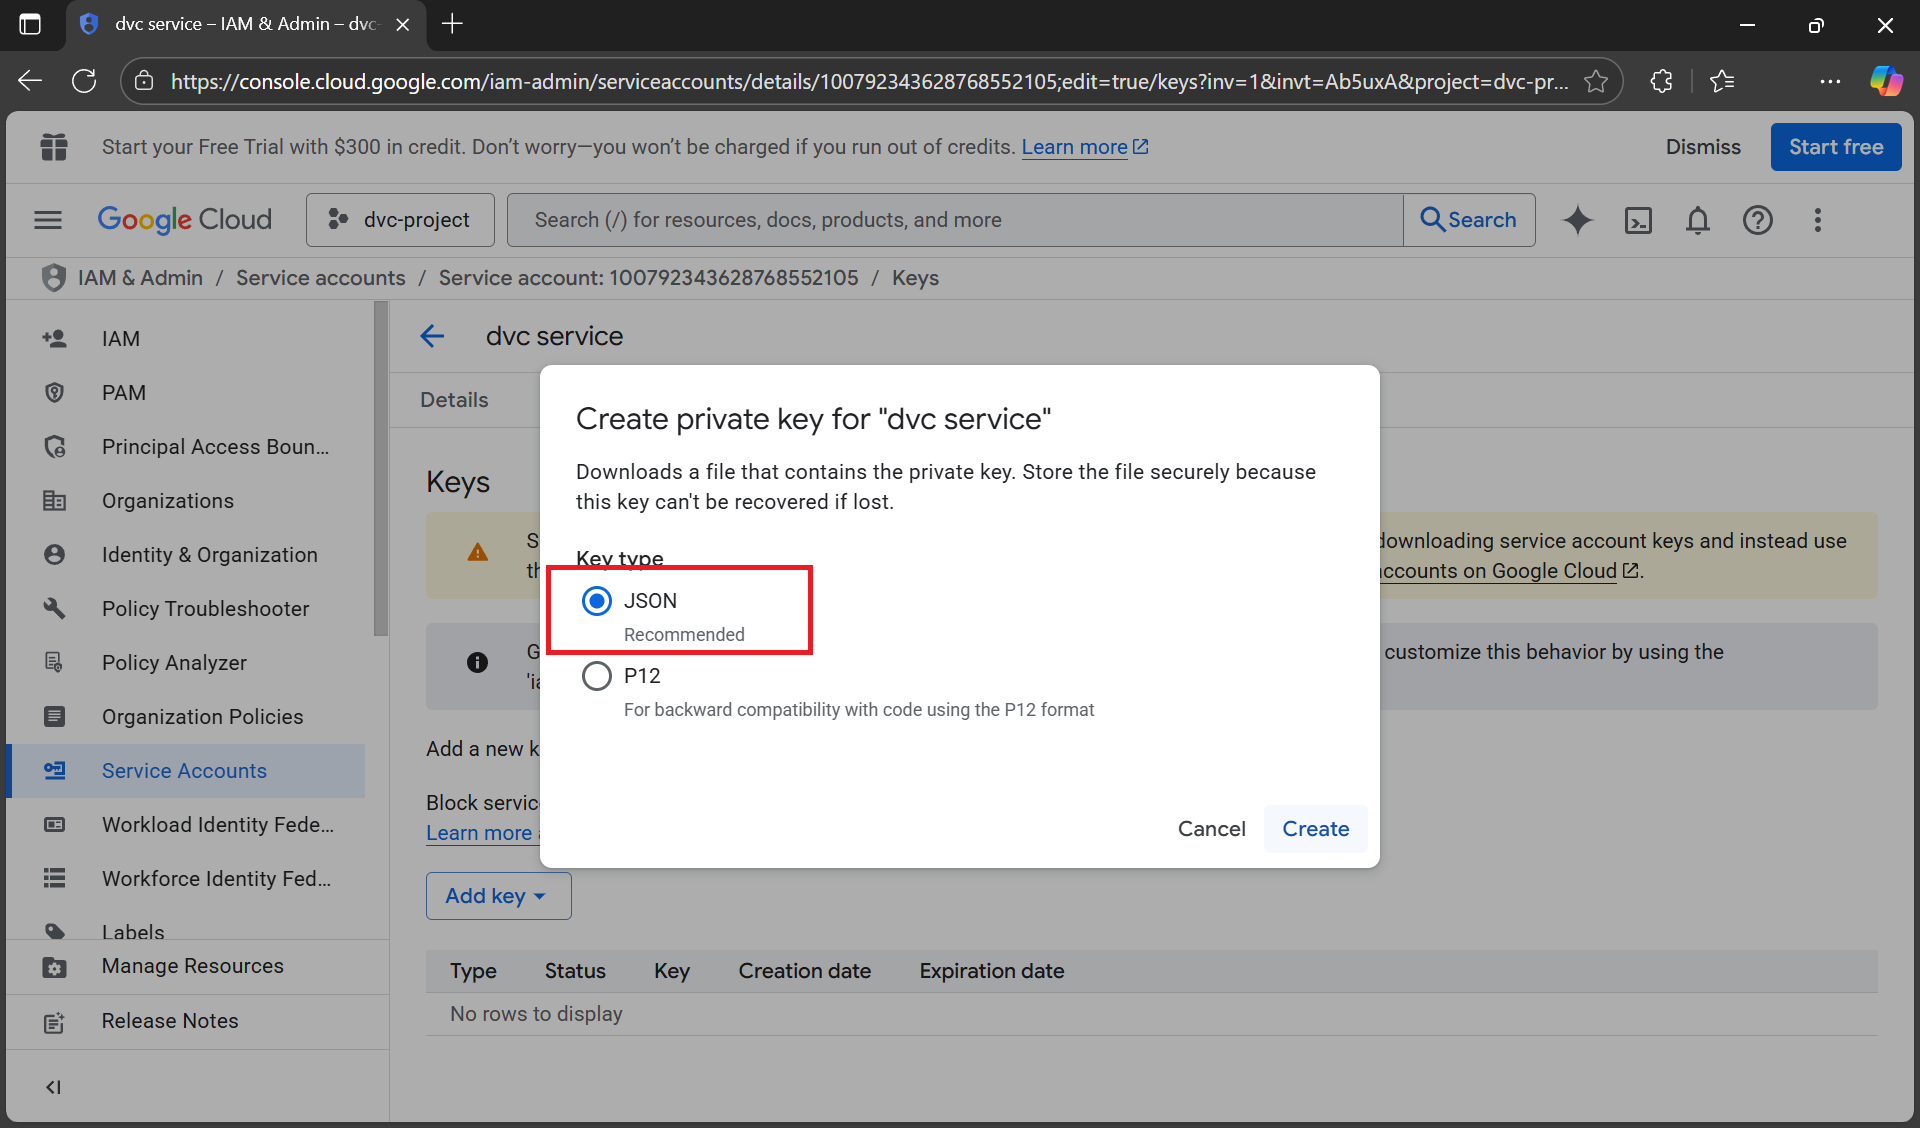 dvc service – IAM & Admin – dvc-
https://console.cloud.google.com/iam-admin/serviceaccounts/details/100792343628768552105;edit=true/keys?inv=1&invt=Ab5uxA&project=dvc-pr...
Start your Free Trial with $300 in credit. Don’t worry—you won’t be charged if you run out of credits. Learn more
Dismiss
Start free
Google Cloud
dvc-project
Search (/) for resources, docs, products, and more
Search
IAM & Admin / Service accounts / Service account: 100792343628768552105 / Keys
IAM
PAM
Principal Access Boun...
Organizations
Identity & Organization
Policy Troubleshooter
Policy Analyzer
Organization Policies
Service Accounts
Workload Identity Fede...
Workforce Identity Fed...
Labels
Manage Resources
Release Notes
dvc service
Details
Keys
downloading service account keys and instead use
accounts on Google Cloud.
customize this behavior by using the
Add a new k
Block servic
Learn more
Create private key for "dvc service"
Downloads a file that contains the private key. Store the file securely because
this key can't be recovered if lost.
Key type
JSON
Recommended
P12
For backward compatibility with code using the P12 format
Cancel
Create
Add key
Type Status Key Creation date Expiration date
No rows to display